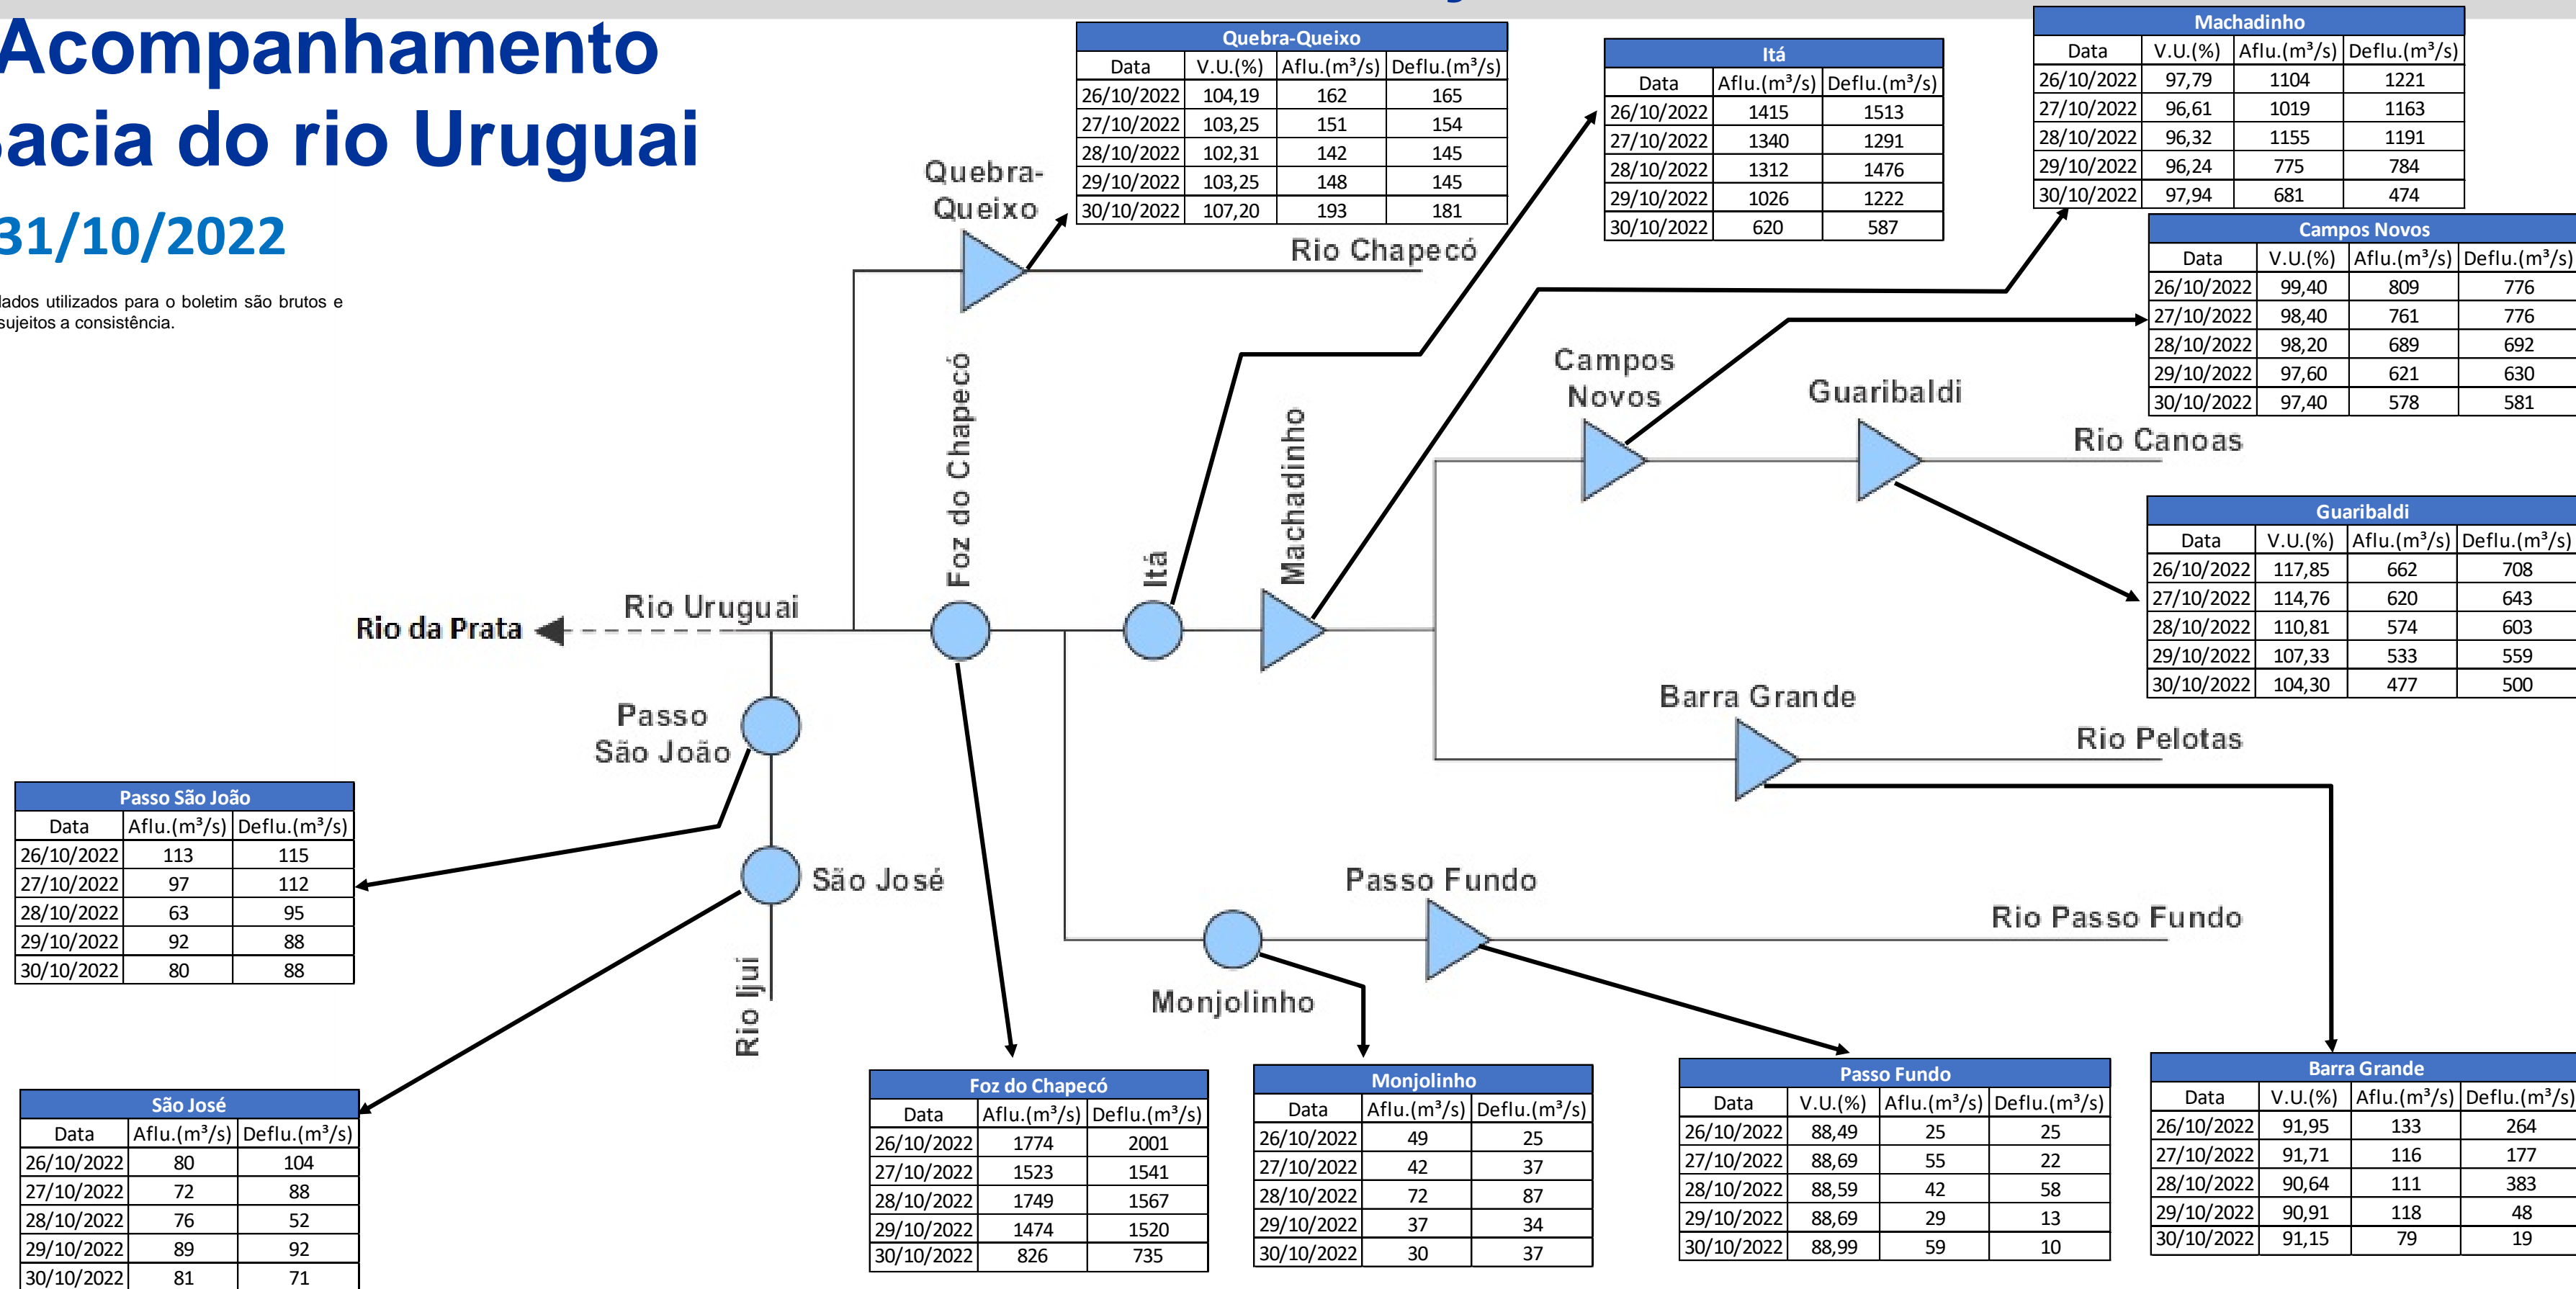 Acompanhamento
Bacia do rio Uruguai
31/10/2022
dados utilizados para o boletim são brutos e
sujeitos a consistência.
Quebra-Queixo
Data V.U.(%) Aflu.(m³/s) Deflu.(m³/s)
26/10/2022 104,19 162 165
27/10/2022 103,25 151 154
28/10/2022 102,31 142 145
29/10/2022 103,25 148 145
30/10/2022 107,20 193 181
Itá
Data Aflu.(m³/s) Deflu.(m³/s)
26/10/2022 1415 1513
27/10/2022 1340 1291
28/10/2022 1312 1476
29/10/2022 1026 1222
30/10/2022 620 587
Machadinho
Data V.U.(%) Aflu.(m³/s) Deflu.(m³/s)
26/10/2022 97,79 1104 1221
27/10/2022 96,61 1019 1163
28/10/2022 96,32 1155 1191
29/10/2022 96,24 775 784
30/10/2022 97,94 681 474
Campos Novos
Data V.U.(%) Aflu.(m³/s) Deflu.(m³/s)
26/10/2022 99,40 809 776
27/10/2022 98,40 761 776
28/10/2022 98,20 689 692
29/10/2022 97,60 621 630
30/10/2022 97,40 578 581
Quebra-
Queixo
Rio Chapecó
Foz do Chapecó
Itá
Machadinho
Campos
Novos
Guaribaldi
Rio Canoas
Guaribaldi
Data V.U.(%) Aflu.(m³/s) Deflu.(m³/s)
26/10/2022 117,85 662 708
27/10/2022 114,76 620 643
28/10/2022 110,81 574 603
29/10/2022 107,33 533 559
30/10/2022 104,30 477 500
Rio da Prata
Rio Uruguai
Barra Grande
Rio Pelotas
Passo
São João
São José
Rio Ijuí
Passo Fundo
Rio Passo Fundo
Monjolinho
Passo São João
Data Aflu.(m³/s) Deflu.(m³/s)
26/10/2022 113 115
27/10/2022 97 112
28/10/2022 63 95
29/10/2022 92 88
30/10/2022 80 88
São José
Data Aflu.(m³/s) Deflu.(m³/s)
26/10/2022 80 104
27/10/2022 72 88
28/10/2022 76 52
29/10/2022 89 92
30/10/2022 81 71
Foz do Chapecó
Data Aflu.(m³/s) Deflu.(m³/s)
26/10/2022 1774 2001
27/10/2022 1523 1541
28/10/2022 1749 1567
29/10/2022 1474 1520
30/10/2022 826 735
Monjolinho
Data Aflu.(m³/s) Deflu.(m³/s)
26/10/2022 49 25
27/10/2022 42 37
28/10/2022 72 87
29/10/2022 37 34
30/10/2022 30 37
Passo Fundo
Data V.U.(%) Aflu.(m³/s) Deflu.(m³/s)
26/10/2022 88,49 25 25
27/10/2022 88,69 55 22
28/10/2022 88,59 42 58
29/10/2022 88,69 29 13
30/10/2022 88,99 59 10
Barra Grande
Data V.U.(%) Aflu.(m³/s) Deflu.(m³/s)
26/10/2022 91,95 133 264
27/10/2022 91,71 116 177
28/10/2022 90,64 111 383
29/10/2022 90,91 118 48
30/10/2022 91,15 79 19